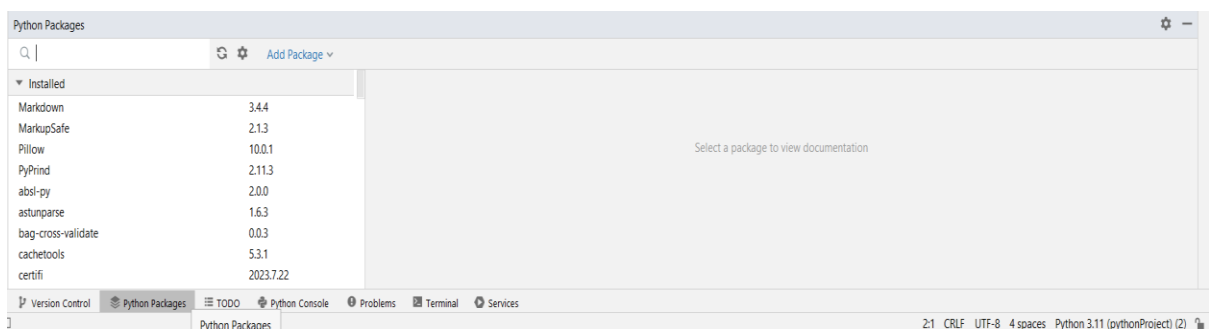 Python Packages
Add Package
Installed
Markdown 3.4.4
MarkupSafe 2.1.3
Pillow 10.0.1
Select a package to view documentation
PyPrind 2.11.3
absl-py 2.0.0
astunparse 1.6.3
bag-cross-validate 0.0.3
cachetools 5.3.1
certifi 2023.7.22
Version Control Python Packages TODO Python Console Problems Terminal Services
Python Packages 2:1 CRLF UTF-8 4 spaces Python 3.11 (pythonProject) (2)